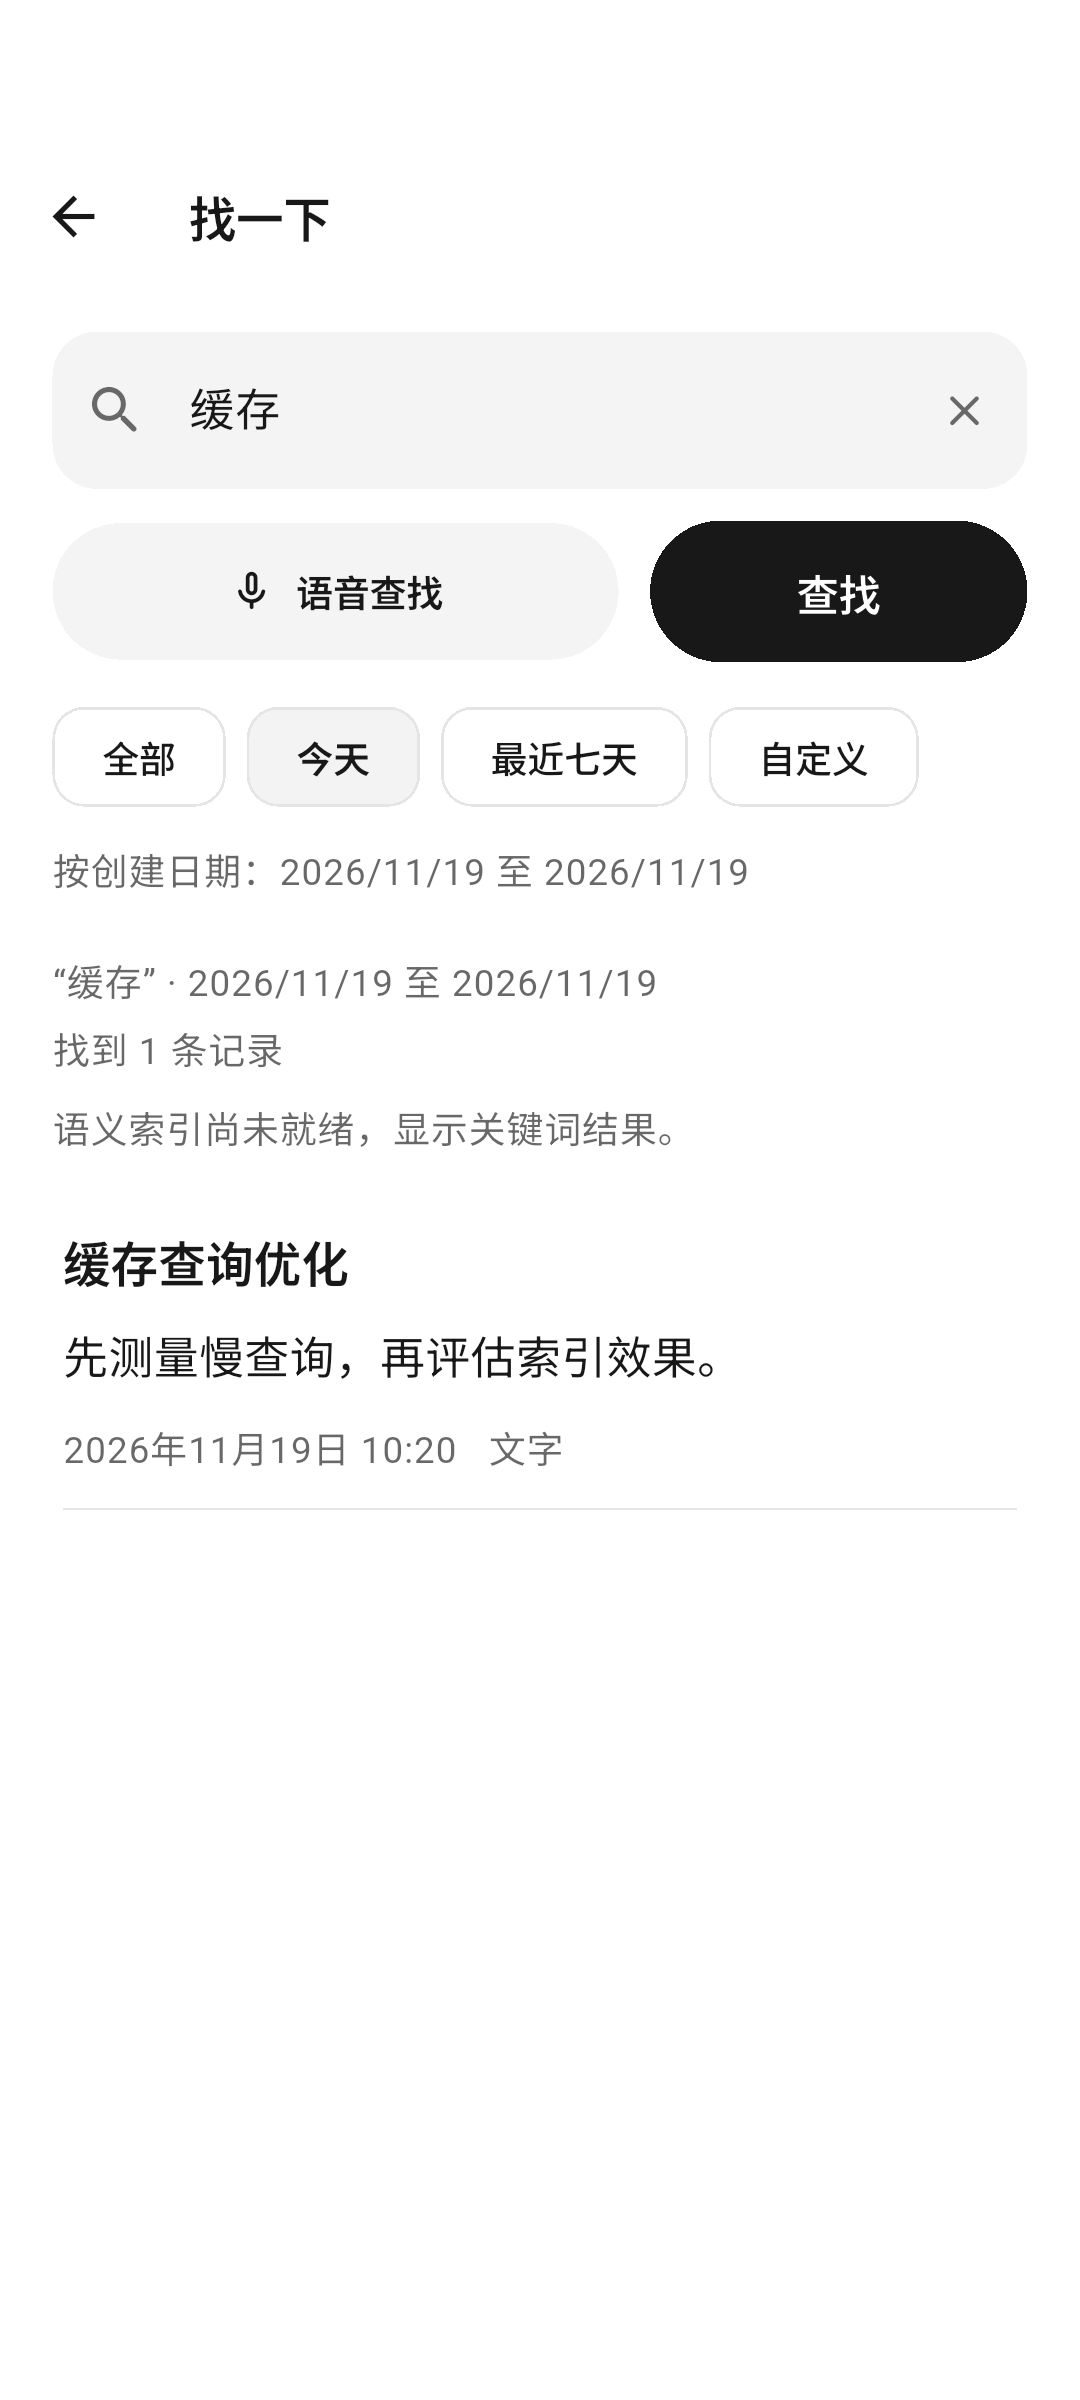 找一下
缓存
语音查找
查找
全部
今天
最近七天
自定义
按创建日期：2026/11/19 至 2026/11/19
“缓存” · 2026/11/19 至 2026/11/19
找到 1 条记录
语义索引尚未就绪，显示关键词结果。
缓存查询优化
先测量慢查询，再评估索引效果。
2026年11月19日 10:20 文字